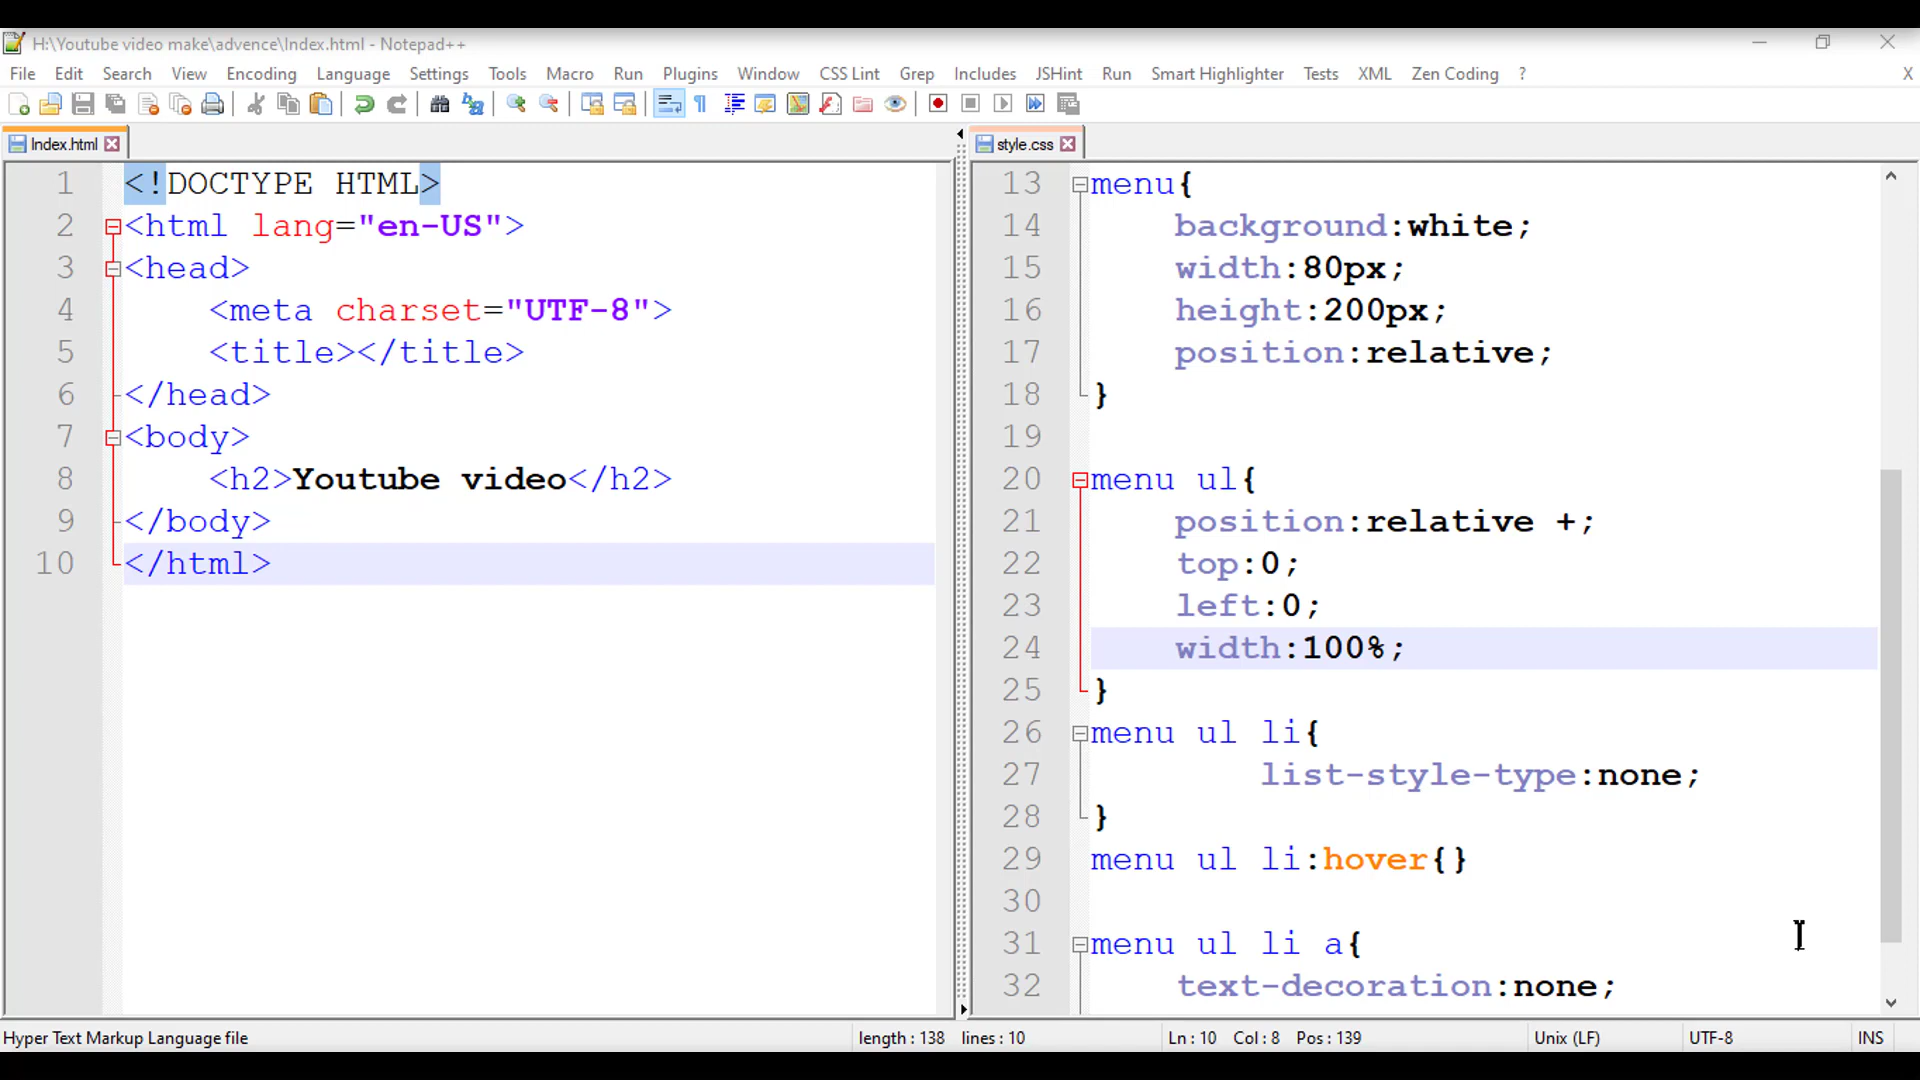 H:\Youtube video make\advence\Index.html - Notepad++
File Edit Search View Encoding Language Settings Tools Macro Run Plugins Window CSS Lint Grep Includes JSHint Run Smart Highlighter Tests XML Zen Coding ? X
Index.html
1 <!DOCTYPE HTML>
2 <html lang="en-US">
3 <head>
4 <meta charset="UTF-8">
5 <title></title>
6 </head>
7 <body>
8 <h2>Youtube video</h2>
9 </body>
10 </html>
style.css
13 menu{
14 background:white;
15 width:80px;
16 height:200px;
17 position:relative;
18 }
19
20 menu ul{
21 position:relative +;
22 top:0;
23 left:0;
24 width:100%;
25 }
26 menu ul li{
27 list-style-type:none;
28 }
29 menu ul li:hover{}
30
31 menu ul li a{
32 text-decoration:none;
Hyper Text Markup Language file length : 138 lines : 10 Ln : 10 Col : 8 Pos : 139 Unix (LF) UTF-8 INS